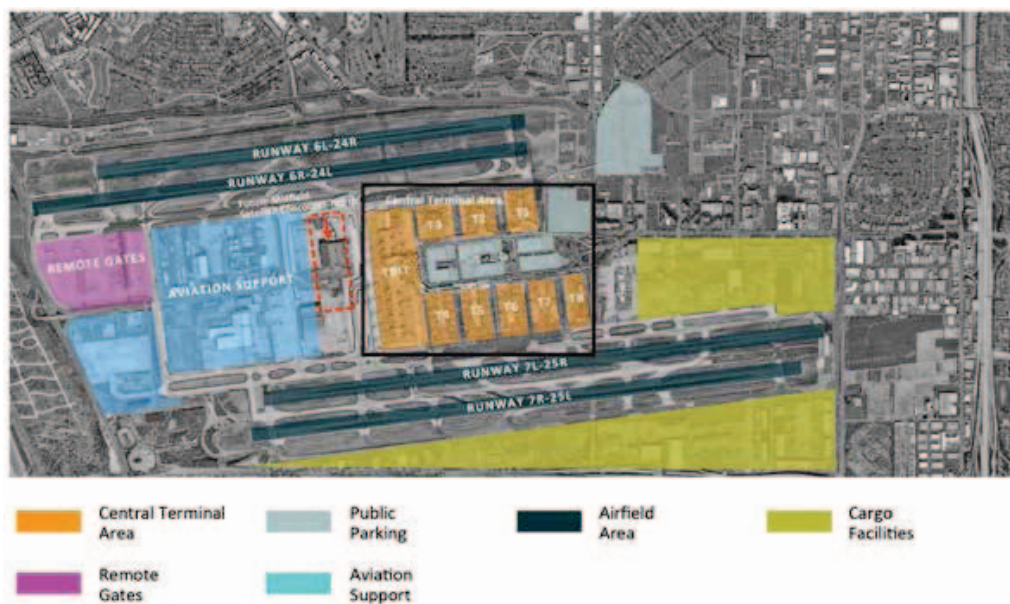 RUNWAY 6L-24R
RUNWAY 6R-24L
Central Terminal Area
T3
T2
REMOTE GATES
TBIT
AVIATION SUPPORT
T5
T6
T7
T8
RUNWAY 7L-25R
RUNWAY 7R-25L
Central Terminal
Area
Public
Parking
Airfield
Area
Cargo
Facilities
Remote
Gates
Aviation
Support